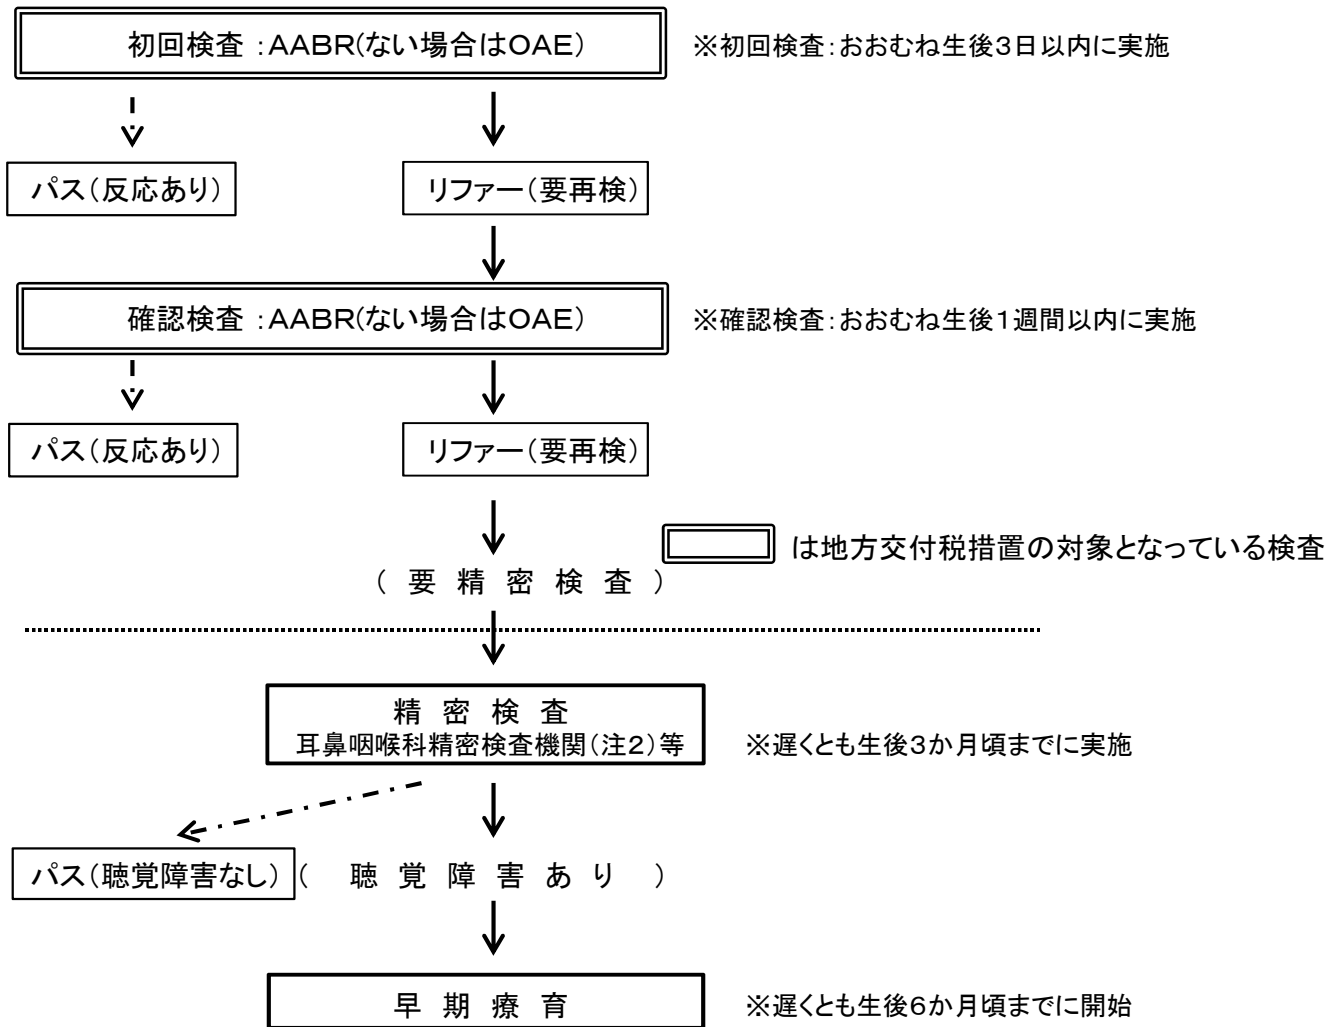 初回検査：AABR(ない場合はOAE)
※初回検査：おおむね生後3日以内に実施
パス(反応あり)
リファー(要再検)
確認検査：AABR(ない場合はOAE)
※確認検査：おおむね生後1週間以内に実施
パス(反応あり)
リファー(要再検)
は地方交付税措置の対象となっている検査
(要精密検査)
精密検査
耳鼻咽喉科精密検査機関(注2)等
※遅くとも生後3か月頃までに実施
パス(聴覚障害なし)
(聴覚障害あり)
早期療育
※遅くとも生後6か月頃までに開始